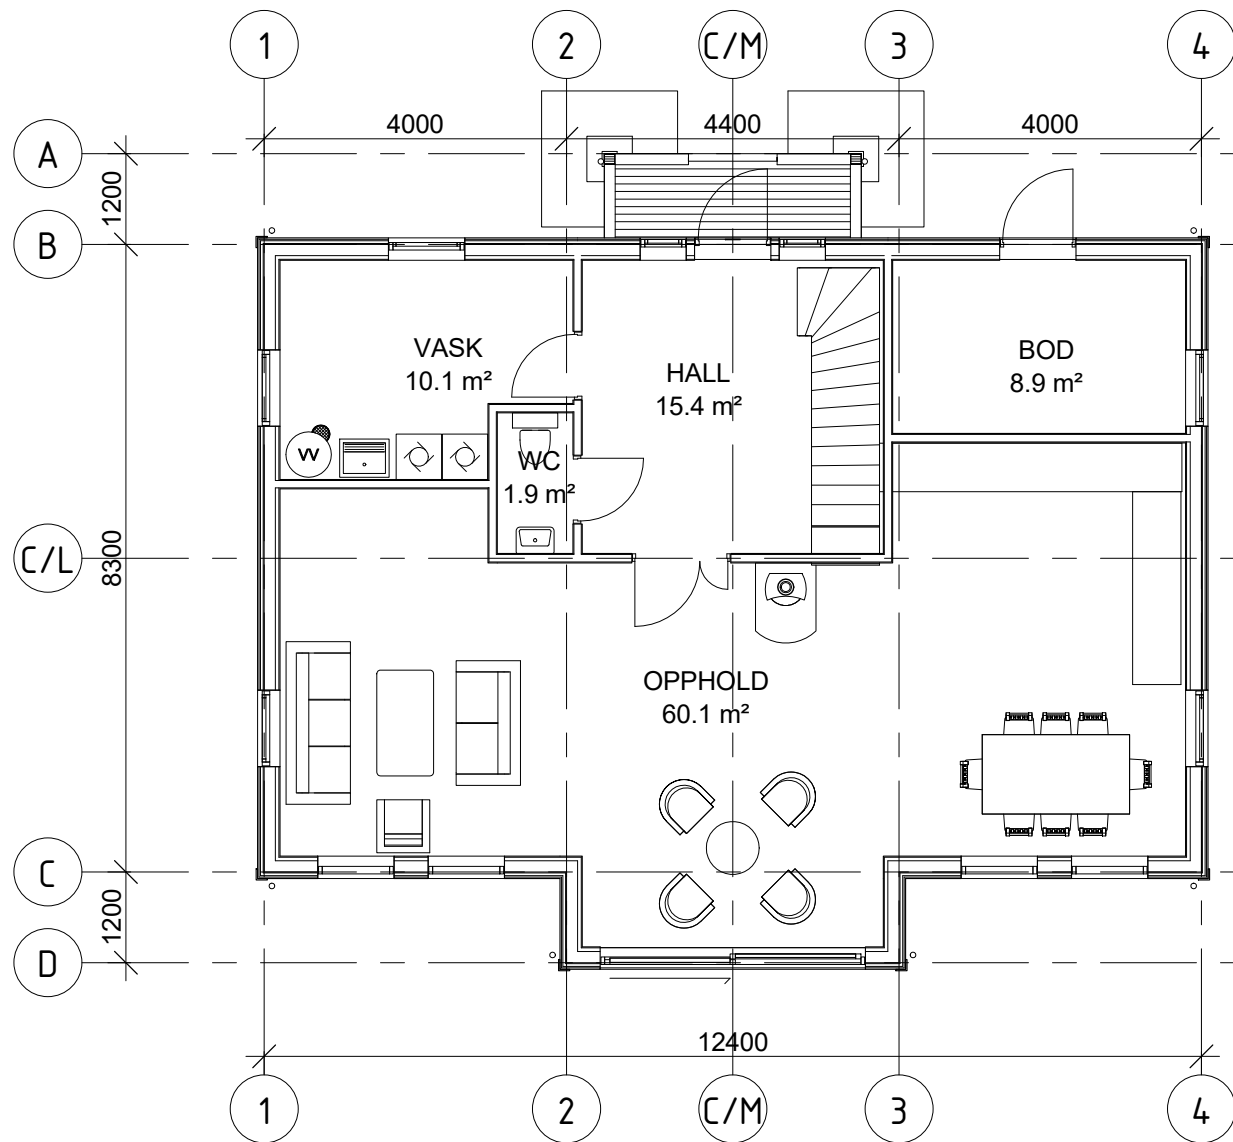 1 2 C/M 3 4
4000 4400 4000
A
1200
B
VASK
10.1 m²
HALL
15.4 m²
BOD
8.9 m²
VV
WC
1.9 m²
C/L
8300
OPPHOLD
60.1 m²
C
1200
D
12400
1 2 C/M 3 4